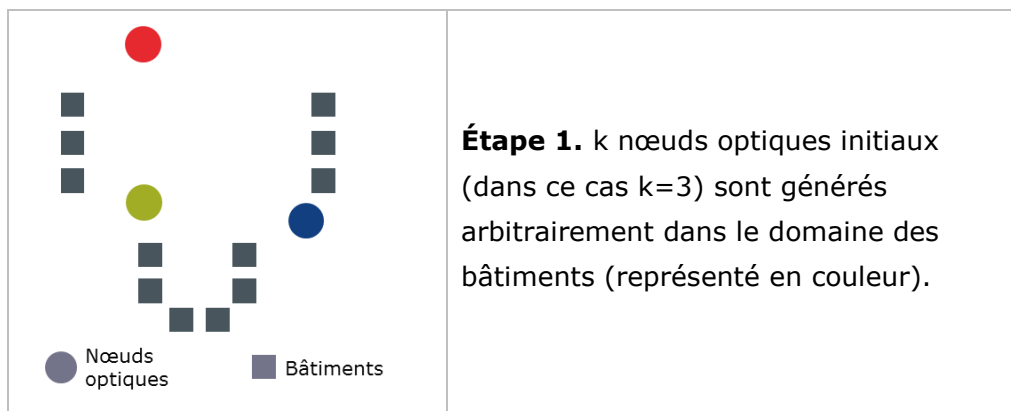 Étape 1. k nœuds optiques initiaux
(dans ce cas k=3) sont générés
arbitrairement dans le domaine des
bâtiments (représenté en couleur).
Nœuds
optiques
Bâtiments